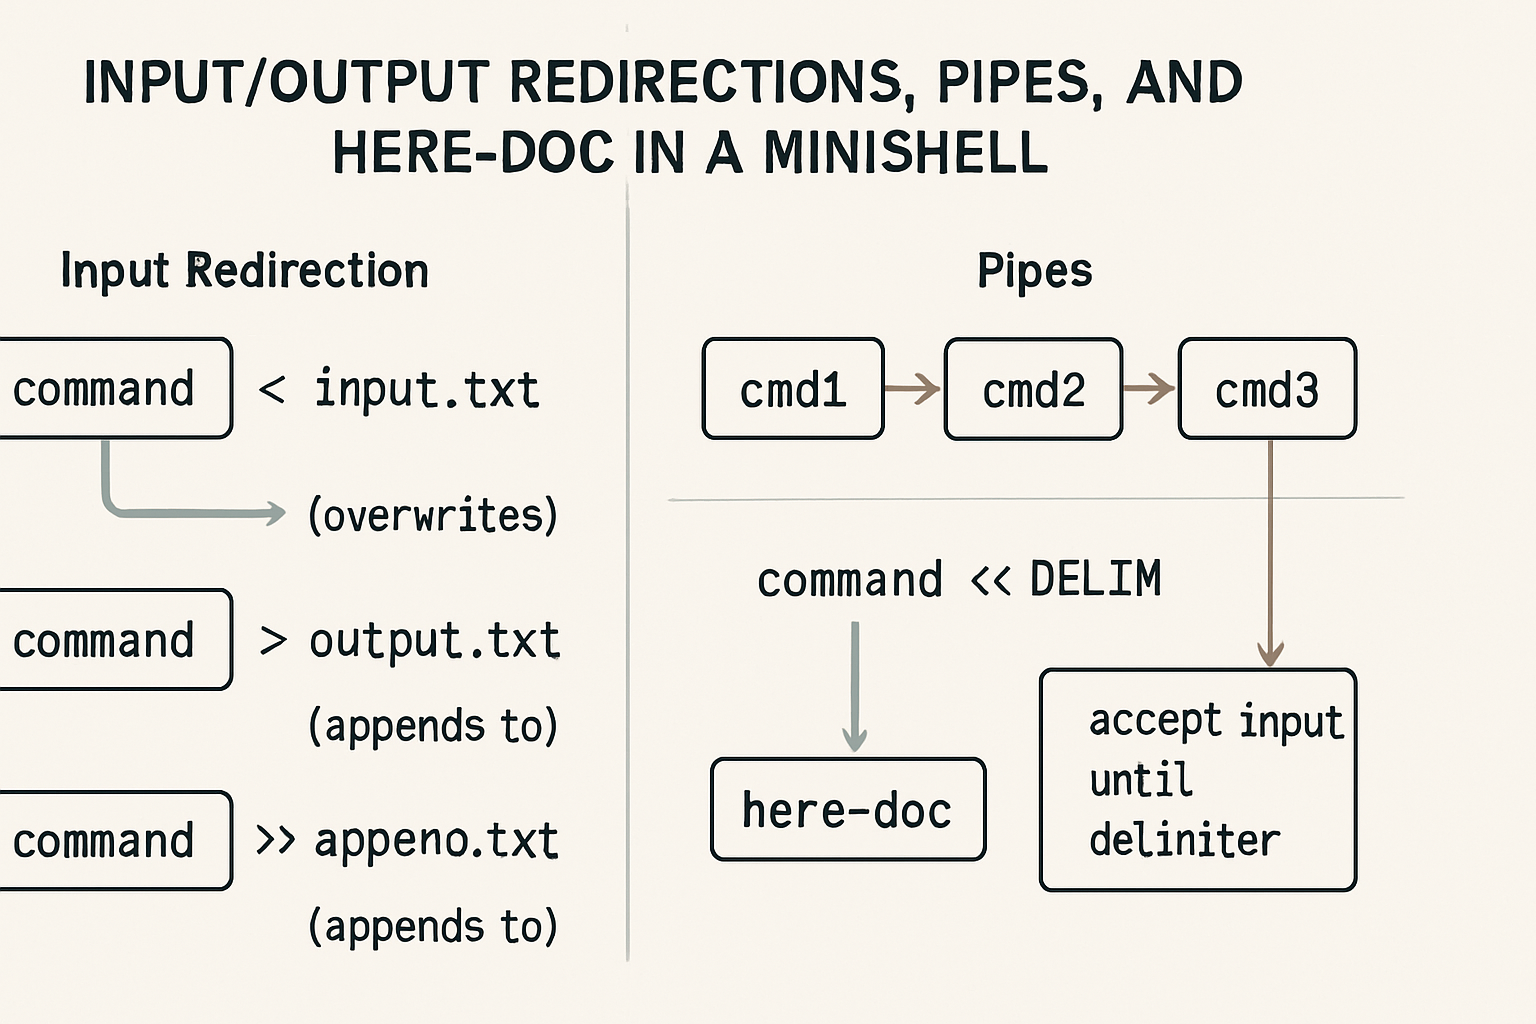 INPUT/OUTPUT REDIRECTIONS, PIPES, AND
HERE-DOC IN A MINISHELL
Input Redirection
command < input.txt
(overwrites)
command > output.txt
(appends to)
command >> appeno.txt
(appends to)
Pipes
cmd1 cmd2 cmd3
command << DELIM
here-doc
accept input
until
deliniter